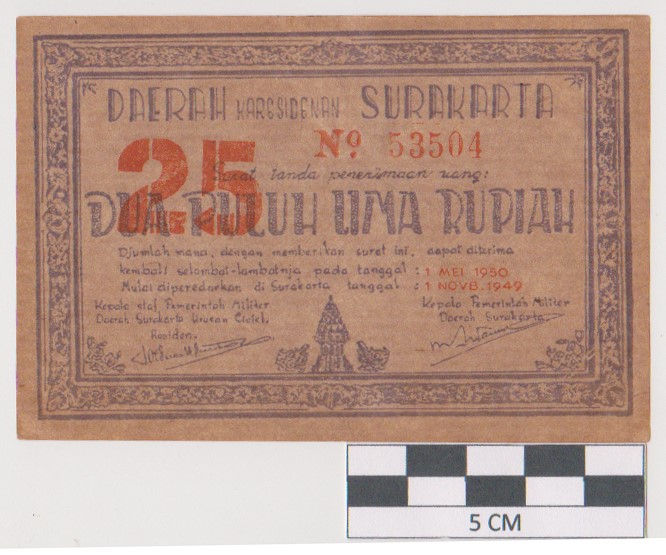 DAERAH KARESIDENAN SURAKARTA
25
Nº 53504
Surat tanda penerimaan uang:
DUA PULUH LIMA RUPIAH
Djumlah mana, dengan memberikan surat ini, dapat diterima
kembali selambat-lambatnja pada tanggal : 1 MEI 1950
Mulai diperedarkan di Surakarta tanggal : 1 NOVB. 1949
Kepala staf Pemerintah Militer
Daerah Surakarta Urusan Civiel.
Residen.
Kepala Pemerintah Militer
Daerah Surakarta.
5 CM